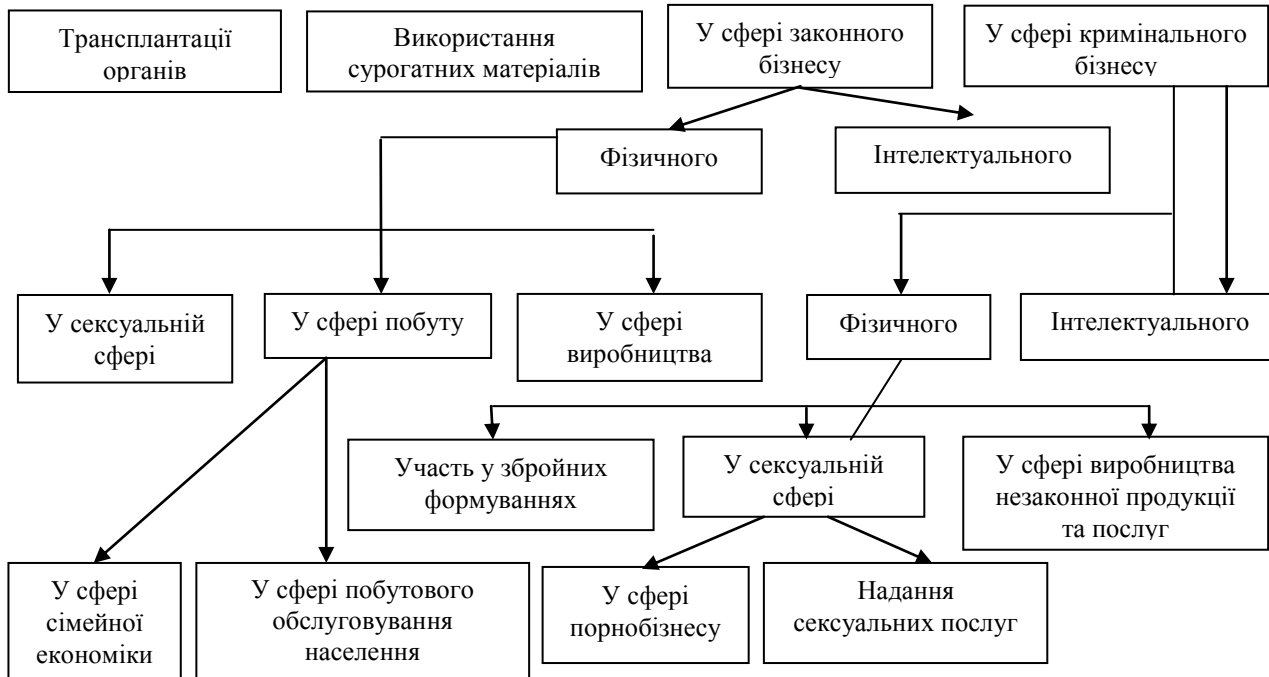 Трансплантації
органів
Використання
сурогатних матеріалів
У сфері законного
бізнесу
У сфері кримінального
бізнесу
Фізичного
Інтелектуального
У сексуальній
сфері
У сфері побуту
У сфері
виробництва
Фізичного
Інтелектуального
Участь у збройних
формуваннях
У сексуальній
сфері
У сфері виробництва
незаконної продукції
та послуг
У сфері
сімейної
економіки
У сфері побутового
обслуговування
населення
У сфері
порнобізнесу
Надання
сексуальних послуг